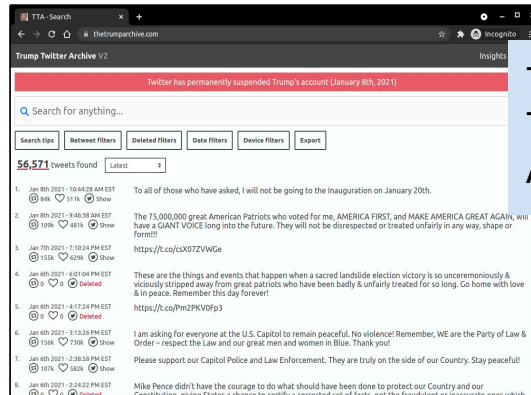 TTA - Search
thetrumparchive.com
Incognito
Trump Twitter Archive V2
Insights
Twitter has permanently suspended Trump's account (January 8th, 2021)
Search for anything...
Search tips Retweet filters Deleted filters Date filters Device filters Export
56,571 tweets found Latest
1. Jan 8th 2021 - 10:44:28 AM EST To all of those who have asked, I will not be going to the Inauguration on January 20th.
84k 511k Show
2. Jan 8th 2021 - 9:46:38 AM EST The 75,000,000 great American Patriots who voted for me, AMERICA FIRST, and MAKE AMERICA GREAT AGAIN, will
109k 481k Show have a GIANT VOICE long into the future. They will not be disrespected or treated unfairly in any way, shape or
form!!!
3. Jan 7th 2021 - 7:10:24 PM EST https://t.co/csX07ZVWGe
155k 629k Show
4. Jan 6th 2021 - 6:01:04 PM EST These are the things and events that happen when a sacred landslide election victory is so unceremoniously &
0 0 Deleted viciously stripped away from great patriots who have been badly & unfairly treated for so long. Go home with love
& in peace. Remember this day forever!
5. Jan 6th 2021 - 4:17:24 PM EST https://t.co/Pm2PKV0Fp3
0 0 Deleted
6. Jan 6th 2021 - 3:13:26 PM EST I am asking for everyone at the U.S. Capitol to remain peaceful. No violence! Remember, WE are the Party of Law &
156k 730k Show Order – respect the Law and our great men and women in Blue. Thank you!
7. Jan 6th 2021 - 2:38:58 PM EST Please support our Capitol Police and Law Enforcement. They are truly on the side of our Country. Stay peaceful!
107k 582k Show
8. Jan 6th 2021 - 2:24:22 PM EST Mike Pence didn't have the courage to do what should have been done to protect our Country and our
0 0 Deleted Constitution, giving States a chance to certify a corrected set of facts, not the fraudulent or inaccurate ones which